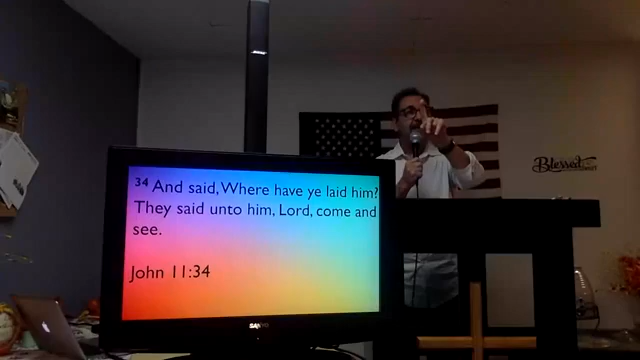 BOSE
34 And said, Where have ye laid him?
They said unto him, Lord, come and
see.
John 11:34
SANYO
Blessed